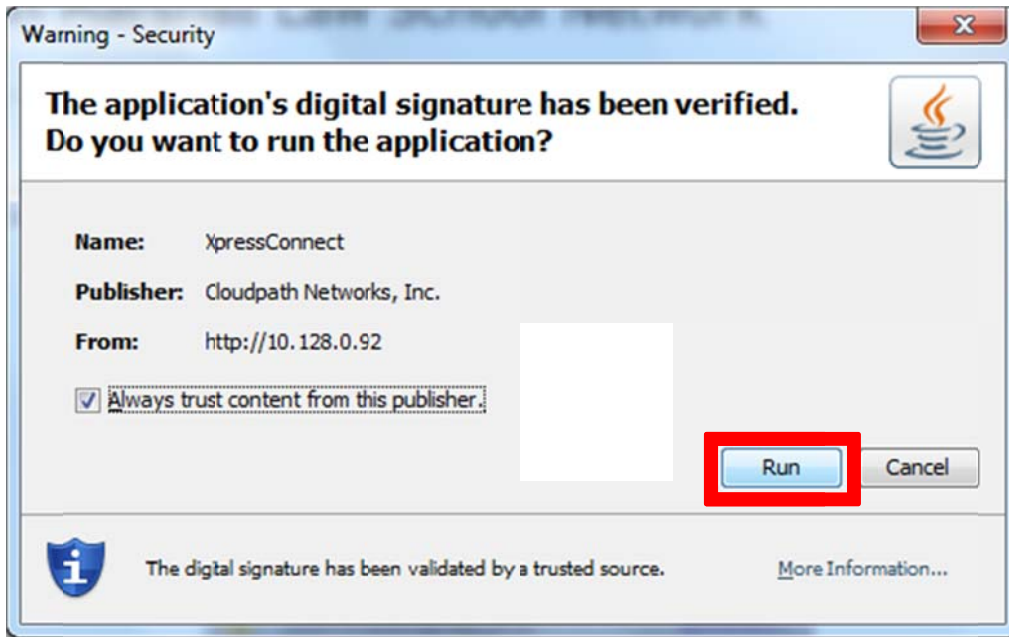 Warning - Security
The application's digital signature has been verified.
Do you want to run the application?
Name: XpressConnect
Publisher: Cloudpath Networks, Inc.
From: http://10.128.0.92
Always trust content from this publisher.
Run Cancel
The digtal signature has been validated by a trusted source. More Information...